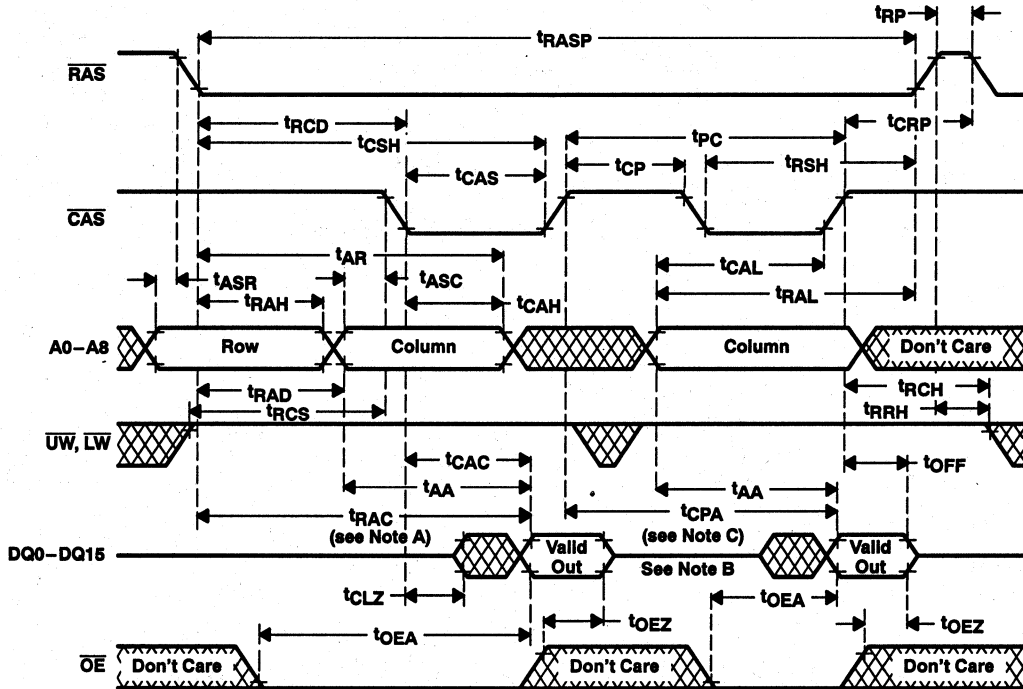 tRP
tRASP
RAS
tRCD
tCRP
tCSH
tPC
tCAS
tCP
tRSH
CAS
tAR
tCAL
tASR
tASC
tRAH
tCAH
tRAL
A0–A8
Row
Column
Column
Don't Care
tRAD
tRCH
tRCS
tRRH
UW, LW
tCAC
tOFF
tAA
tAA
tRAC
(see Note A)
tCPA
(see Note C)
DQ0–DQ15
Valid
Out
See Note B
Valid
Out
tCLZ
tOEA
tOEA
tOEZ
tOEZ
OE
Don't Care
Don't Care
Don't Care